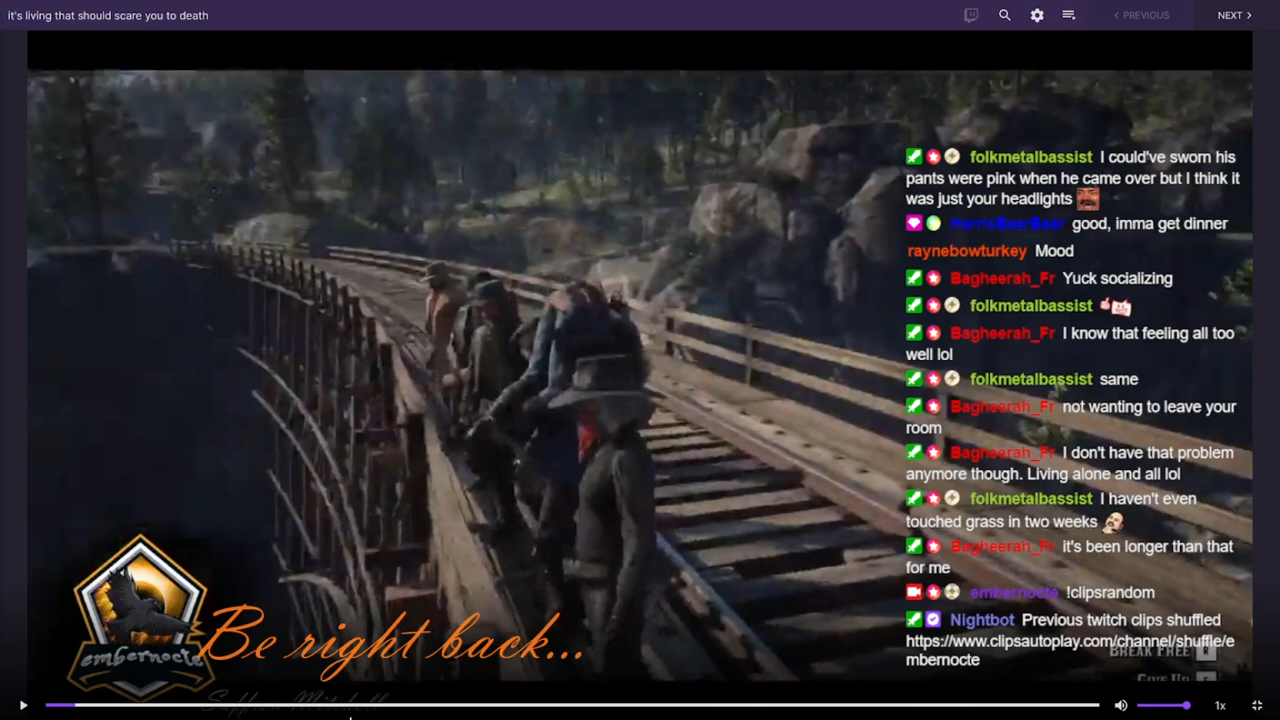 it's living that should scare you to death
PREVIOUS
NEXT
folkmetalbassist I could've sworn his
pants were pink when he came over but I think it
was just your headlights
HarrisBeerBear good, imma get dinner
raynebowturkey Mood
Bagheerah_Fr Yuck socializing
folkmetalbassist
Bagheerah_Fr I know that feeling all too
well lol
folkmetalbassist same
Bagheerah_Fr not wanting to leave your
room
Bagheerah_Fr I don't have that problem
anymore though. Living alone and all lol
folkmetalbassist I haven't even
touched grass in two weeks
Bagheerah_Fr it's been longer than that
for me
embernocte !clipsrandom
Nightbot Previous twitch clips shuffled
https://www.clipsautoplay.com/channel/shuffle/e
mbernocte
BREAK FREE
GIVE UP
embernocte
Be right back...
1x